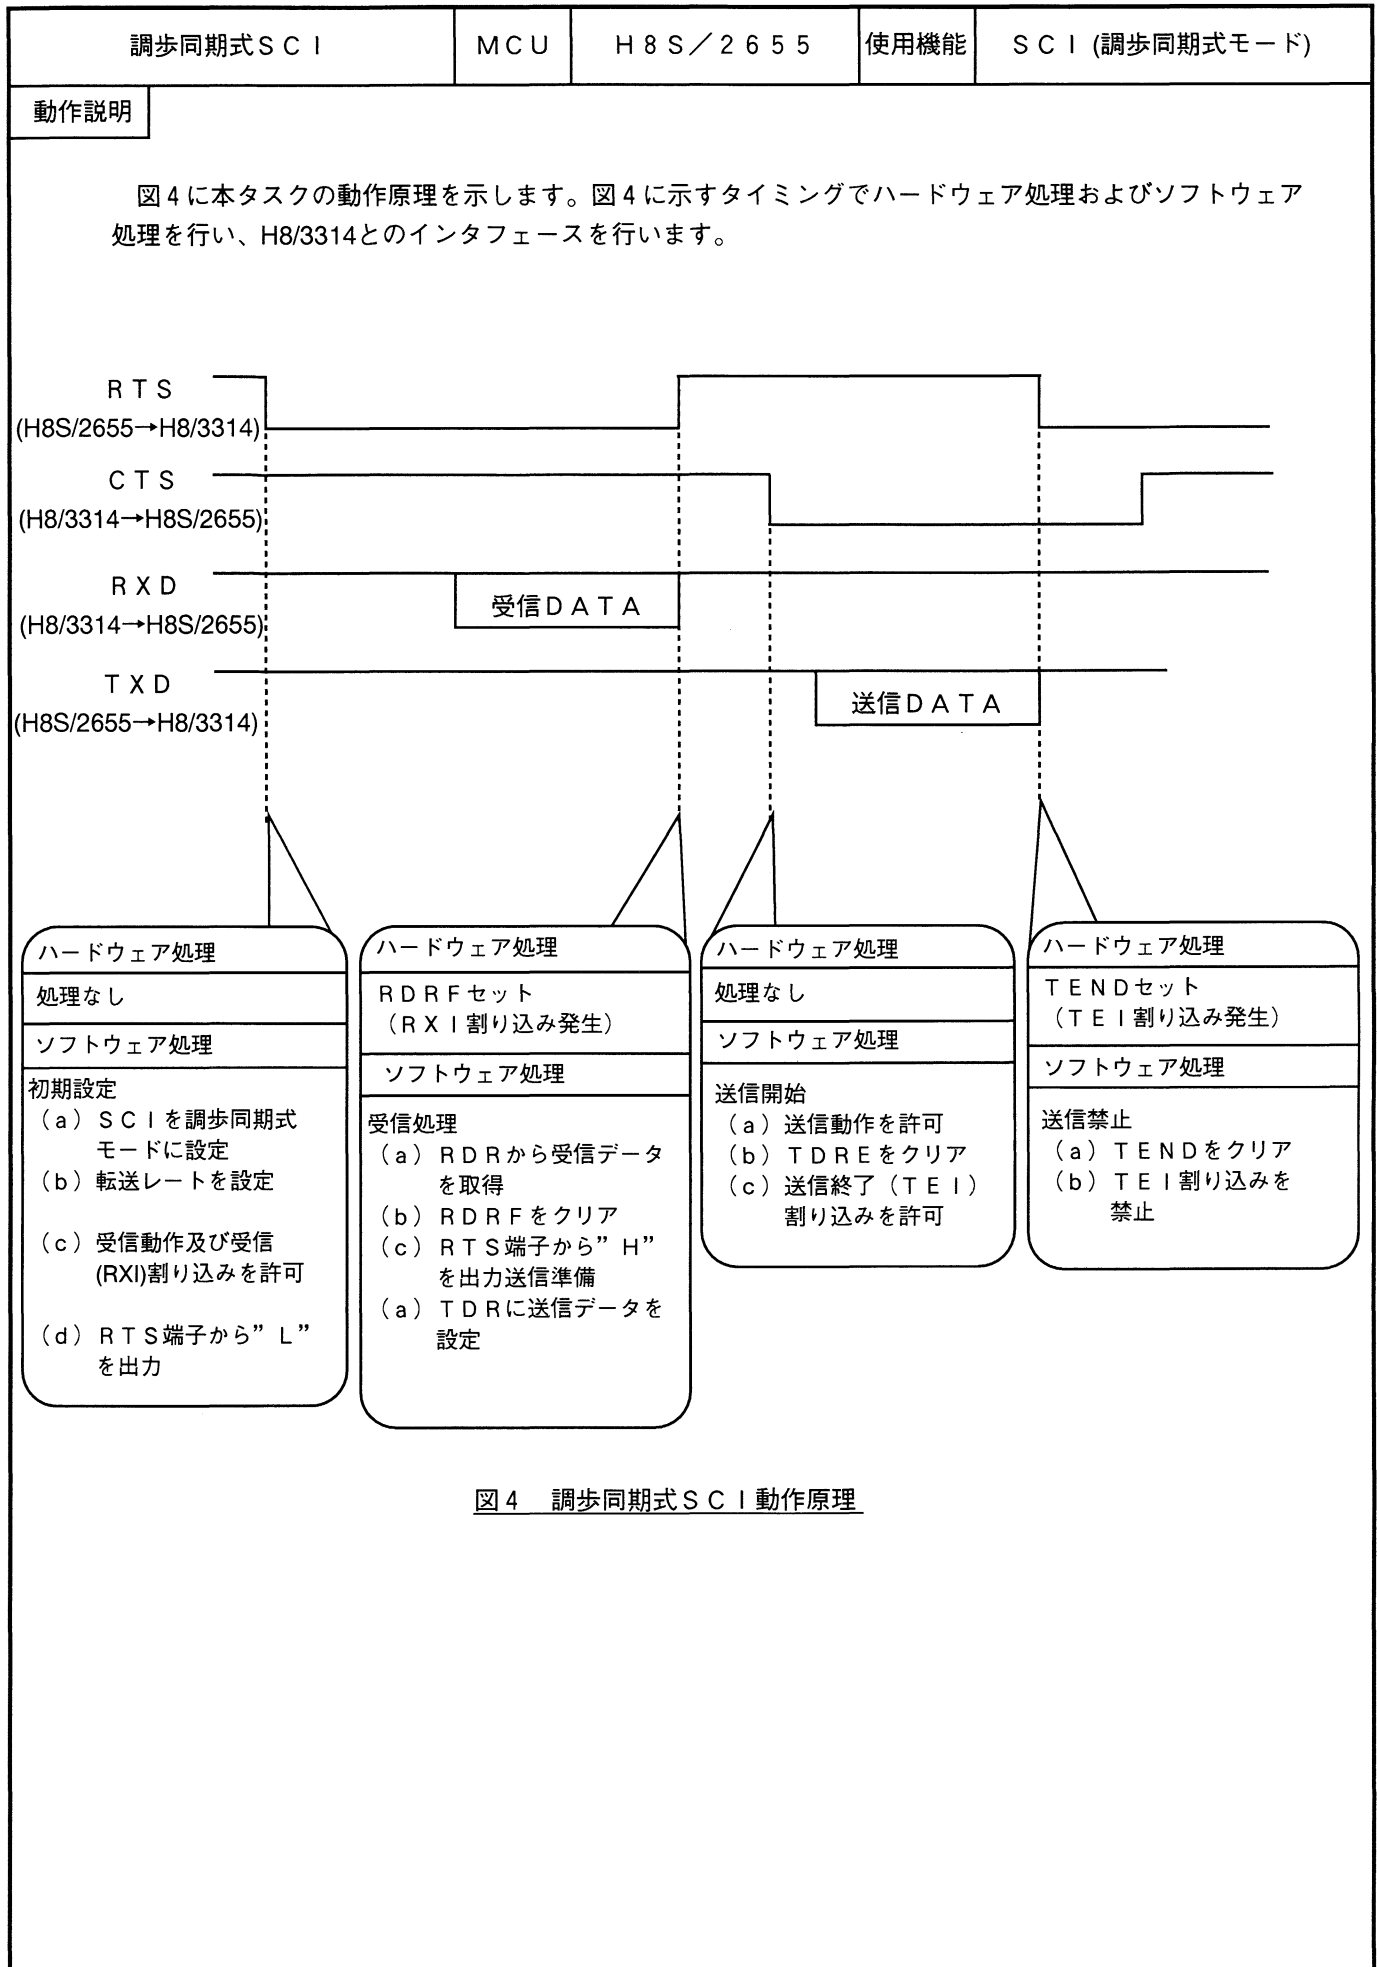 調歩同期式SCI
MCU
H8S/2655
使用機能
SCI (調歩同期式モード)
動作説明
図4に本タスクの動作原理を示します。図4に示すタイミングでハードウェア処理およびソフトウェア
処理を行い、H8/3314とのインタフェースを行います。
RTS
(H8S/2655→H8/3314)
CTS
(H8/3314→H8S/2655)
RXD
(H8/3314→H8S/2655)
受信DATA
TXD
(H8S/2655→H8/3314)
送信DATA
ハードウェア処理
処理なし
ソフトウェア処理
初期設定
(a) SCIを調歩同期式
モードに設定
(b) 転送レートを設定
(c) 受信動作及び受信
(RXI)割り込みを許可
(d) RTS端子から”L”
を出力
ハードウェア処理
RDRFセット
(RXI割り込み発生)
ソフトウェア処理
受信処理
(a) RDRから受信データ
を取得
(b) RDRFをクリア
(c) RTS端子から”H”
を出力送信準備
(a) TDRに送信データを
設定
ハードウェア処理
処理なし
ソフトウェア処理
送信開始
(a) 送信動作を許可
(b) TDREをクリア
(c) 送信終了(TEI)
割り込みを許可
ハードウェア処理
TENDセット
(TEI割り込み発生)
ソフトウェア処理
送信禁止
(a) TENDをクリア
(b) TEI割り込みを
禁止
図4 調歩同期式SCI動作原理